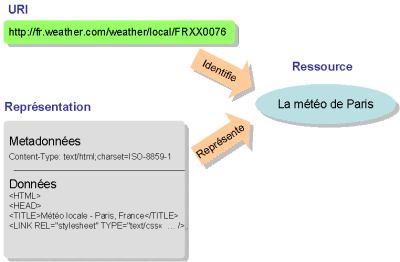 URI
http://fr.weather.com/weather/local/FRXX0076
Identifie
Ressource
La météo de Paris
Représentation
Représente
Metadonnées
Content-Type: text/html;charset=ISO-8859-1
Données
<HTML>
<HEAD>
<TITLE>Météo locale - Paris, France</TITLE>
<LINK REL="stylesheet" TYPE="text/css« ... />